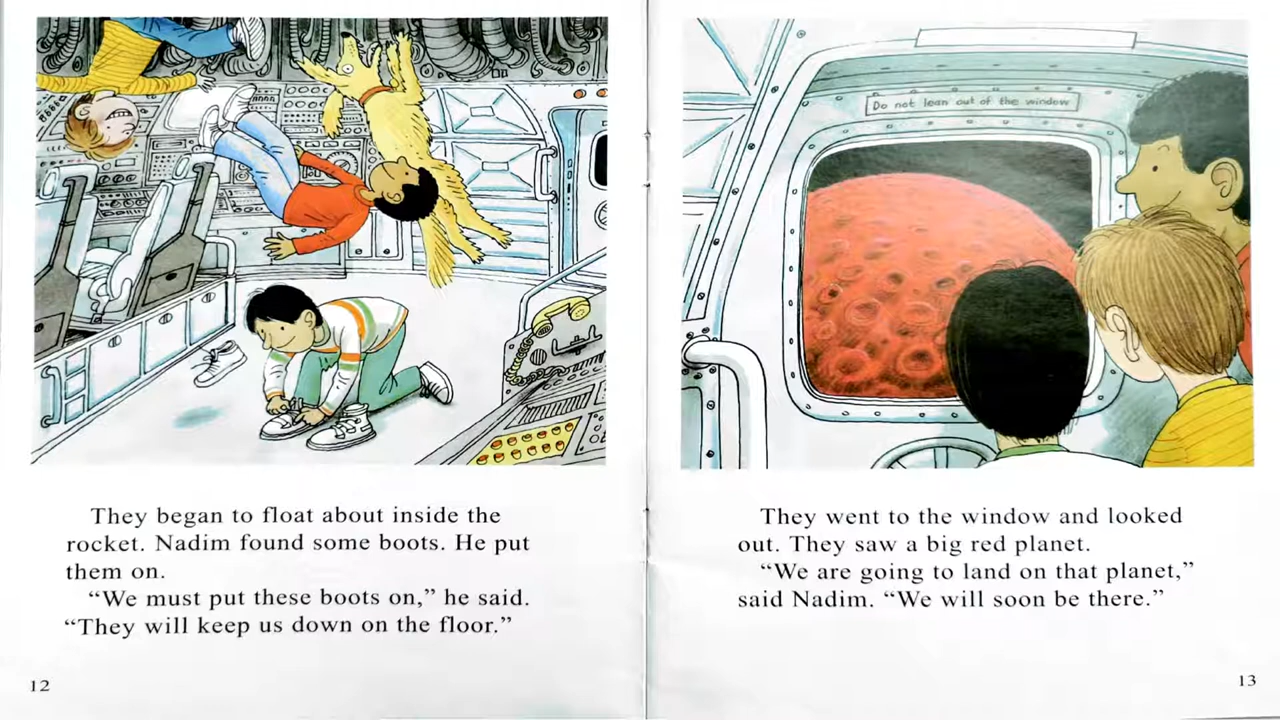 They began to float about inside the
rocket. Nadim found some boots. He put
them on.
“We must put these boots on,” he said.
“They will keep us down on the floor.”
12
Do not lean out of the window
They went to the window and looked
out. They saw a big red planet.
“We are going to land on that planet,”
said Nadim. “We will soon be there.”
13